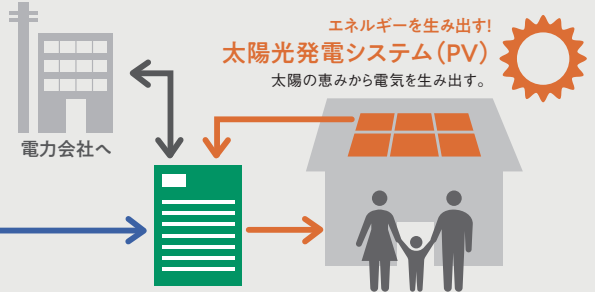 エネルギーを生み出す!
太陽光発電システム（PV）
太陽の恵みから電気を生み出す。
電力会社へ